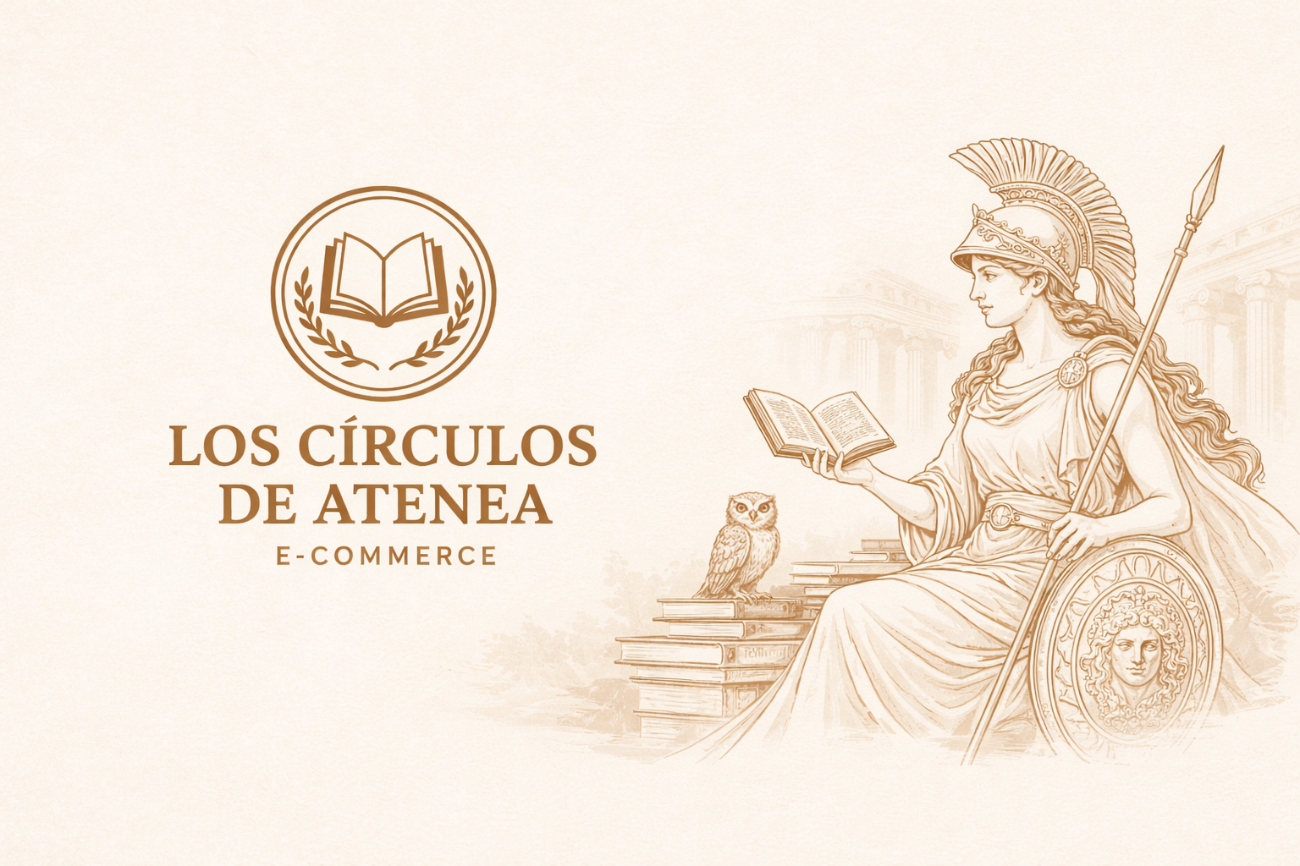 LOS CÍRCULOS
DE ATENEA
E-COMMERCE